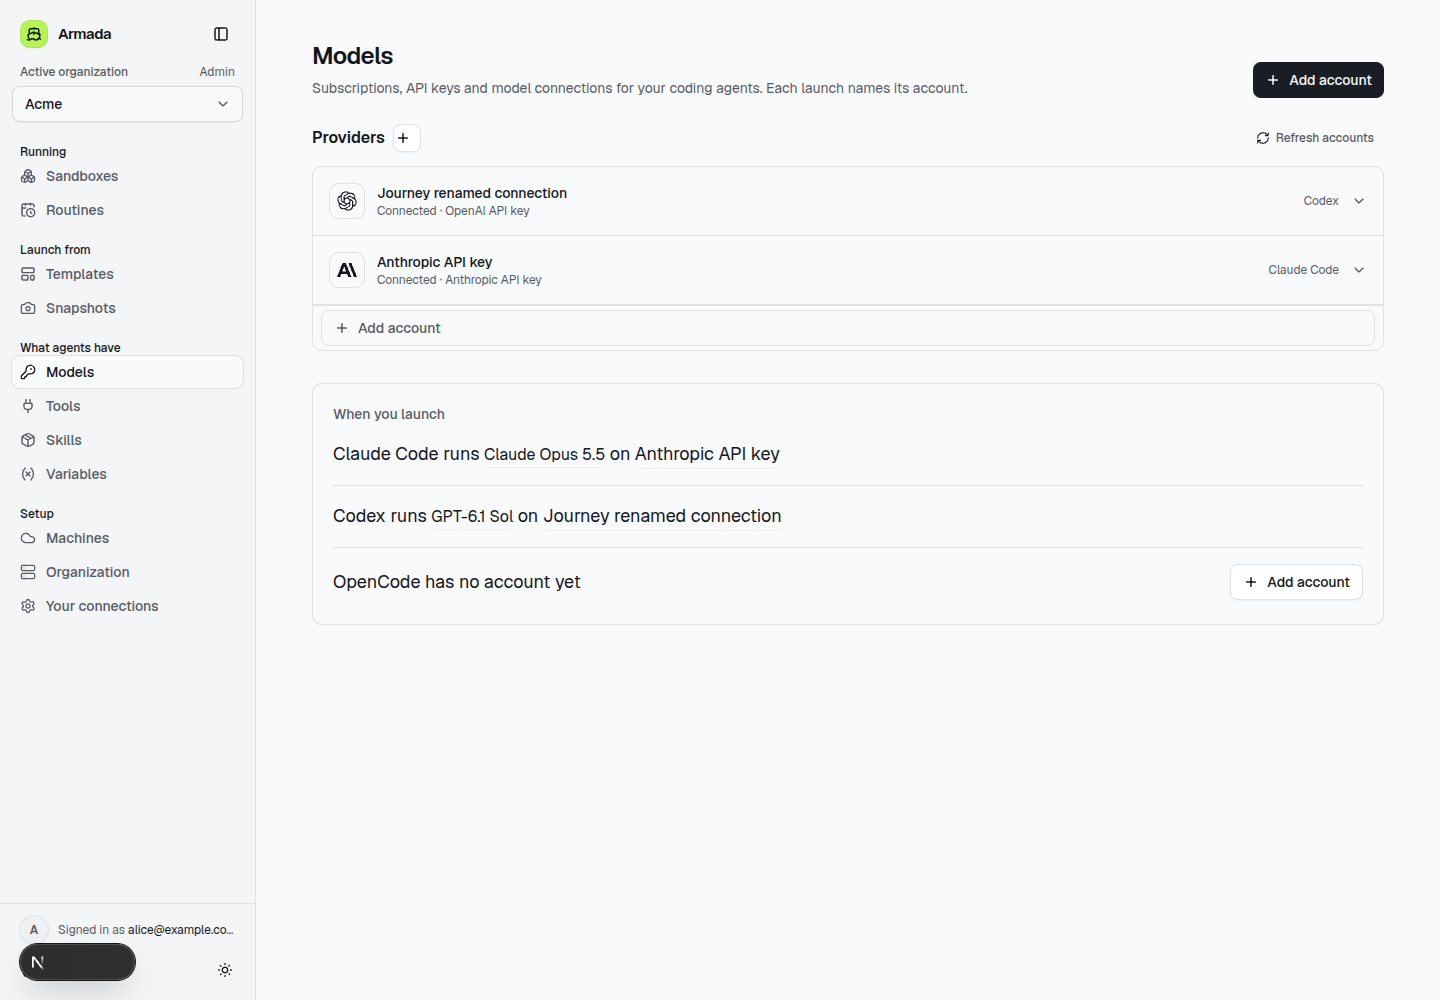 Armada
Active organization
Admin
Acme
Running
Sandboxes
Routines
Launch from
Templates
Snapshots
What agents have
Models
Tools
Skills
Variables
Setup
Machines
Organization
Your connections
A
Signed in as alice@example.co...
N
Models
Subscriptions, API keys and model connections for your coding agents. Each launch names its account.
Add account
Providers
Refresh accounts
Journey renamed connection
Connected · OpenAI API key
Codex
Anthropic API key
Connected · Anthropic API key
Claude Code
Add account
When you launch
Claude Code runs Claude Opus 5.5 on Anthropic API key
Codex runs GPT-6.1 Sol on Journey renamed connection
OpenCode has no account yet
Add account